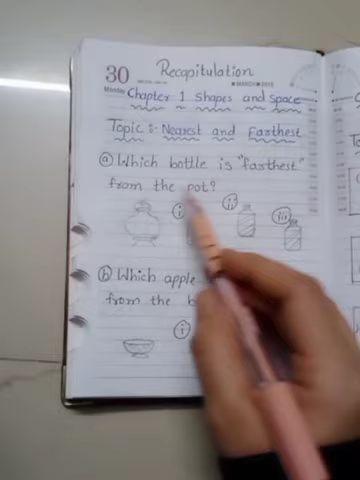 30 Recapitulation
MARCH
Monday Chapter 1 Shapes and Space
Topic :- Nearest and Farthest
ⓐ Which bottle is "farthest"
from the pot?
i ii iii
ⓑ Which apple
from the b
i